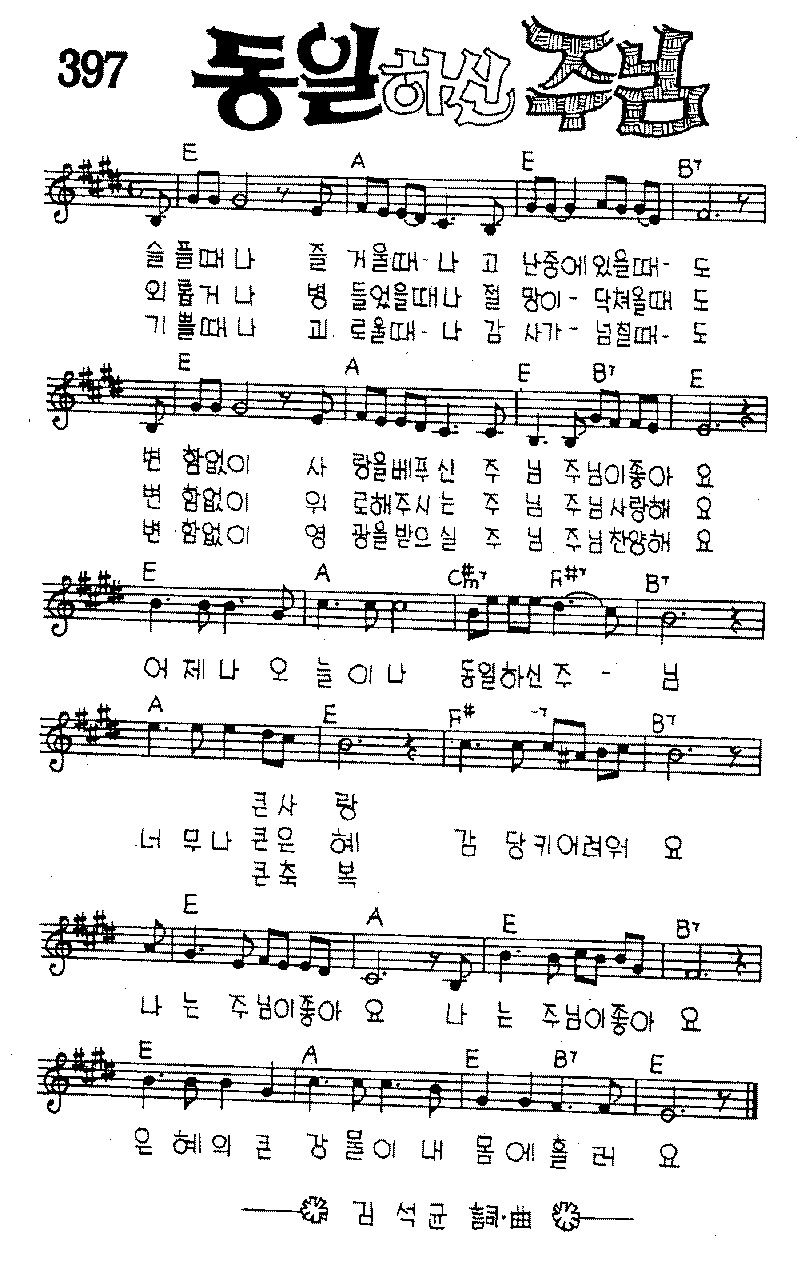 397 동일하신 주님
E A E B7
슬플때나 즐거울때-나 고난중에있을때-도
외롭거나 병들었을때나 절망이-닥쳐올때도
기쁠때나 괴로울때-나 감사가-넘칠때-도
E A E B7 E
변함없이 사랑을베푸신 주님 주님이좋아요
변함없이 위로해주시는 주님 주님사랑해요
변함없이 영광을받으실 주님 주님찬양해요
E A C#m7 F#7 B7
어제나 오늘이나 동일하신주-님
A E F# -7 B7
큰사랑
너무나 큰은혜 감당키어려워요
큰축복
E A E B7
나는 주님이좋아요 나는 주님이좋아요
E A E B7 E
은혜의큰 강물이내 몸에흘러요
김석균 詞·曲